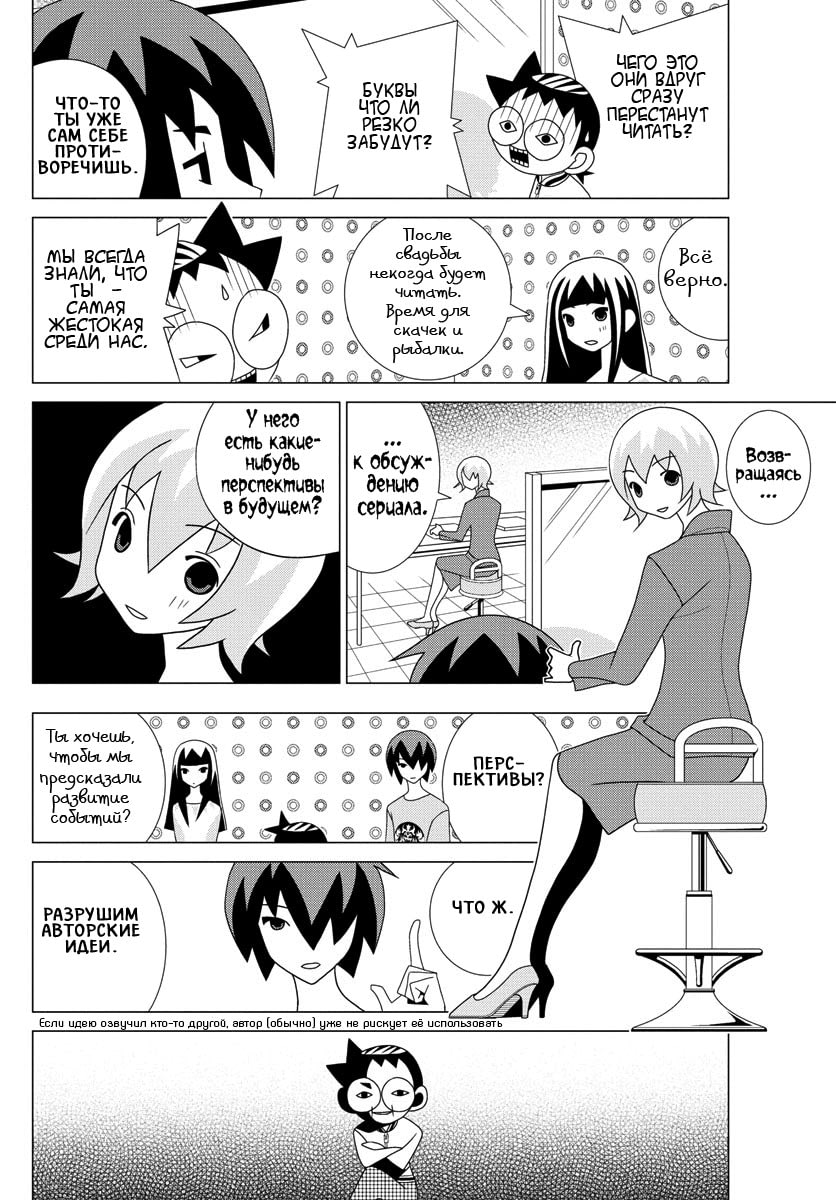 ЧЕГО ЭТО
ОНИ ВДРУГ
СРАЗУ
ПЕРЕСТАНУТ
ЧИТАТЬ?
БУКВЫ
ЧТО ЛИ
РЕЗКО
ЗАБУДУТ?
ЧТО-ТО
ТЫ УЖЕ
САМ СЕБЕ
ПРОТИ-
ВОРЕЧИШЬ.
Всё
верно.
После
свадьбы
некогда будет
читать.
Время для
скачек и
рыбалки.
МЫ ВСЕГДА
ЗНАЛИ, ЧТО
ТЫ -
САМАЯ
ЖЕСТОКАЯ
СРЕДИ НАС.
Возв-
ращаясь
...
...
к обсуж-
дению
сериала.
У него
есть какие-
нибудь
перспективы
в будущем?
ПЕРС-
ПЕКТИВЫ?
Ты хочешь,
чтобы мы
предсказали
развитие
событий?
ЧТО Ж.
РАЗРУШИМ
АВТОРСКИЕ
ИДЕИ.
Если идею озвучил кто-то другой, автор (обычно) уже не рискует её использовать